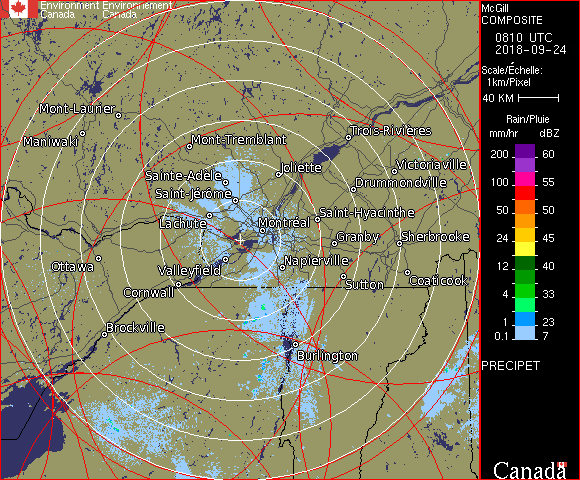 Environment Environnement
Canada Canada
McGill
COMPOSITE
0810 UTC
2018-09-24
Scale/Échelle:
1km/Pixel
40 KM
Rain/Pluie
mm/hr dBZ
200 60
100 55
50 50
24 45
12 40
4 33
1 23
0.1 7
PRECIPET
Canada
Mont-Laurier
Maniwaki
Mont-Tremblant
Trois-Rivières
Joliette
Victoriaville
Sainte-Adèle
Drummondville
Saint-Jérôme
Saint-Hyacinthe
Lachute
Montréal
Granby
Sherbrooke
Ottawa
Valleyfield
Napierville
Cornwall
Sutton
Coaticook
Brockville
Burlington